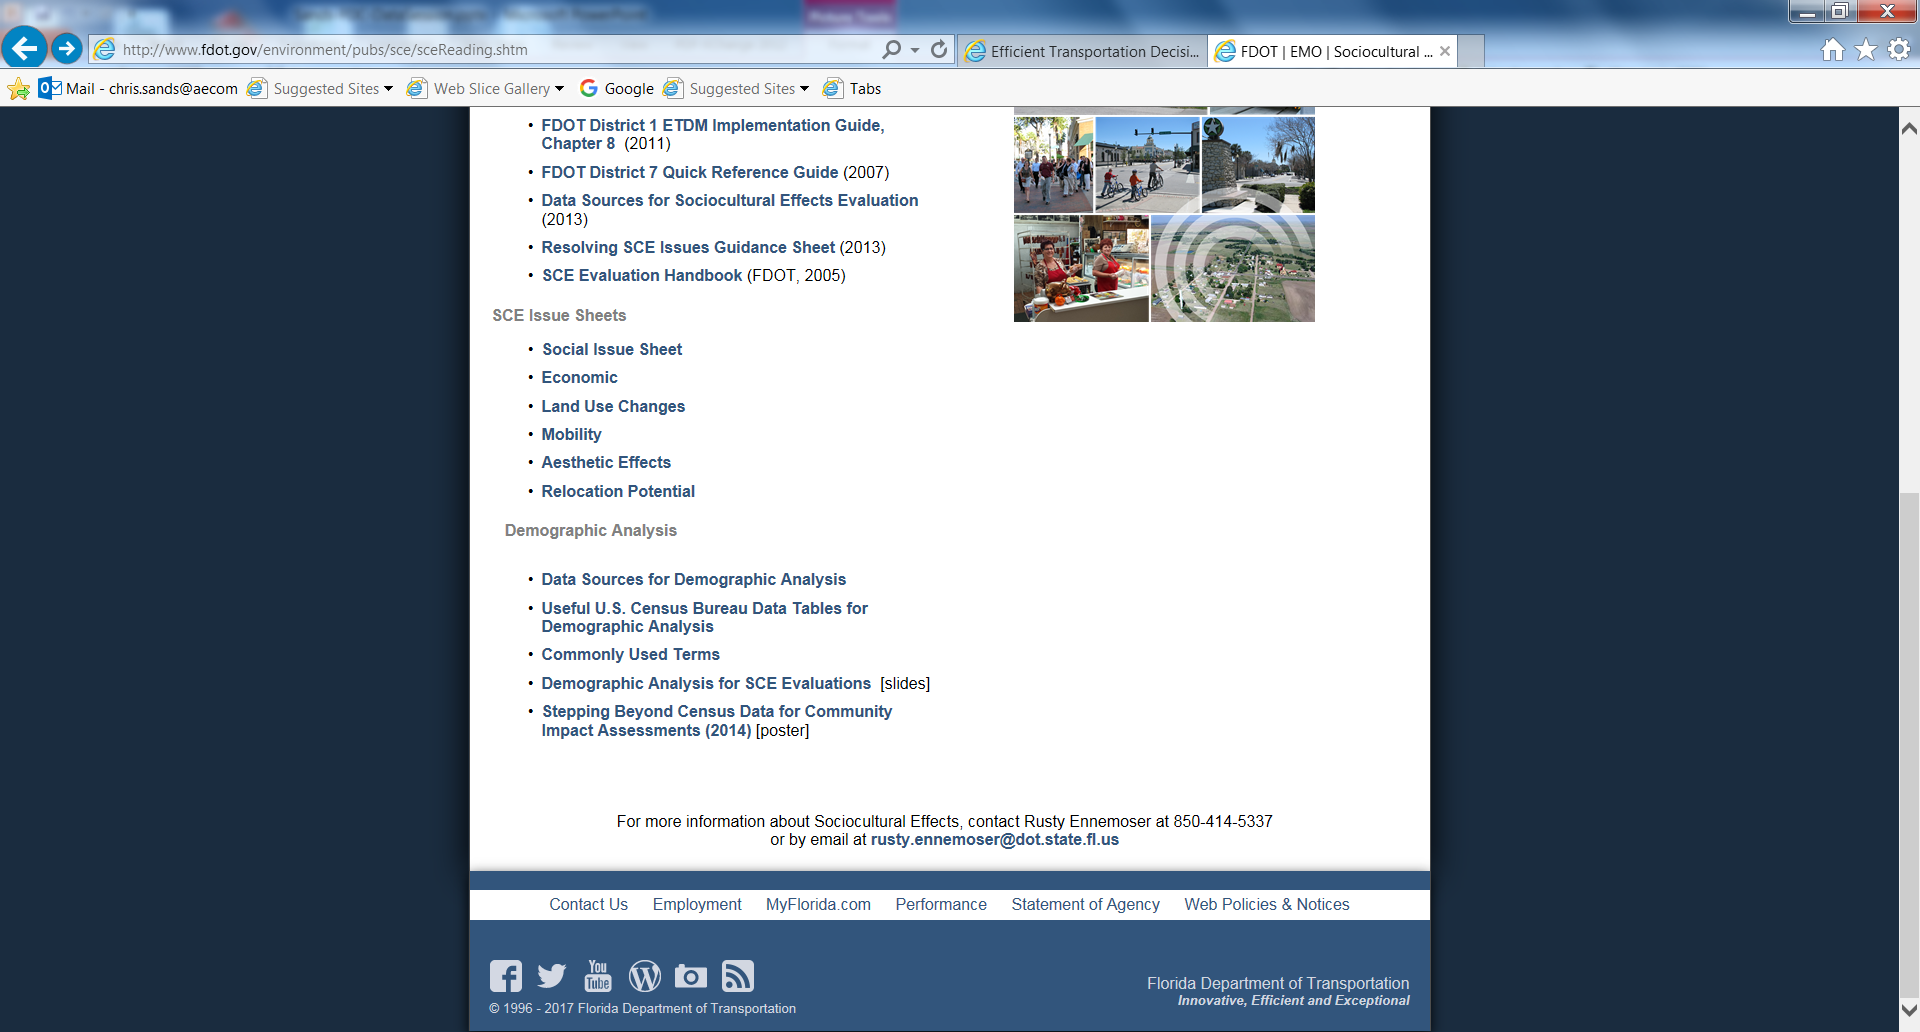 Picture Tools
http://www.fdot.gov/environment/pubs/sce/sceReading.shtm
Efficient Transportation Decisi...
FDOT | EMO | Sociocultural ...
Mail - chris.sands@aecom
Suggested Sites
Web Slice Gallery
Google
Suggested Sites
Tabs
• FDOT District 1 ETDM Implementation Guide,
Chapter 8 (2011)
• FDOT District 7 Quick Reference Guide (2007)
• Data Sources for Sociocultural Effects Evaluation
(2013)
• Resolving SCE Issues Guidance Sheet (2013)
• SCE Evaluation Handbook (FDOT, 2005)
SCE Issue Sheets
• Social Issue Sheet
• Economic
• Land Use Changes
• Mobility
• Aesthetic Effects
• Relocation Potential
Demographic Analysis
• Data Sources for Demographic Analysis
• Useful U.S. Census Bureau Data Tables for
Demographic Analysis
• Commonly Used Terms
• Demographic Analysis for SCE Evaluations [slides]
• Stepping Beyond Census Data for Community
Impact Assessments (2014) [poster]
For more information about Sociocultural Effects, contact Rusty Ennemoser at 850-414-5337
or by email at rusty.ennemoser@dot.state.fl.us
Contact Us Employment MyFlorida.com Performance Statement of Agency Web Policies & Notices
You
Tube
Florida Department of Transportation
Innovative, Efficient and Exceptional
© 1996 - 2017 Florida Department of Transportation